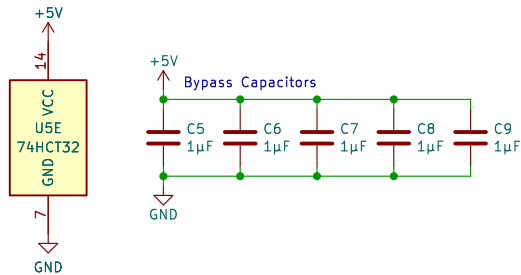 +5V
14
VCC
U5E
74HCT32
GND
7
GND
+5V
Bypass Capacitors
C5
1µF
C6
1µF
C7
1µF
C8
1µF
C9
1µF
GND